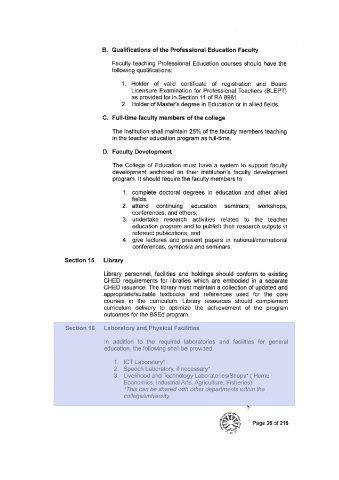 B. Qualifications of the Professional Education Faculty
Faculty teaching Professional Education courses should have the
following qualifications:
1. Holder of valid certificate of registration and Board
Licensure Examination for Professional Teachers (BLEPT)
as provided for in Section 11 of RA 8981.
2. Holder of Master's degree in Education or in allied fields.
C. Full-time faculty members of the college
The Institution shall maintain 25% of the faculty members teaching
in the teacher education program as full-time.
D. Faculty Development
The College of Education must have a system to support faculty
development anchored on their institution's faculty development
program. It should require the faculty members to:
1. complete doctoral degrees in education and other allied
fields;
2. attend continuing education seminars, workshops,
conferences, and others;
3. undertake research activities related to the teacher
education program and to publish their research outputs in
refereed publications; and
4. give lectures and present papers in national/international
conferences, symposia and seminars.
Section 15 Library
Library personnel, facilities and holdings should conform to existing
CHED requirements for libraries which are embodied in a separate
CHED issuance. The library must maintain a collection of updated and
appropriate/suitable textbooks and references used for the core
courses in the curriculum. Library resources should complement
curriculum delivery to optimize the achievement of the program
outcomes for the BSEd program.
Section 16 Laboratory and Physical Facilities
In addition to the required laboratories and facilities for general
education, the following shall be provided:
1. ICT Laboratory*
2. Speech Laboratory, if necessary*
3. Livelihood and Technology Laboratories/Shops* ( Home
Economics, Industrial Arts, Agriculture, Fisheries)
*This can be shared with other departments within the
college/university.
Page 36 of 216